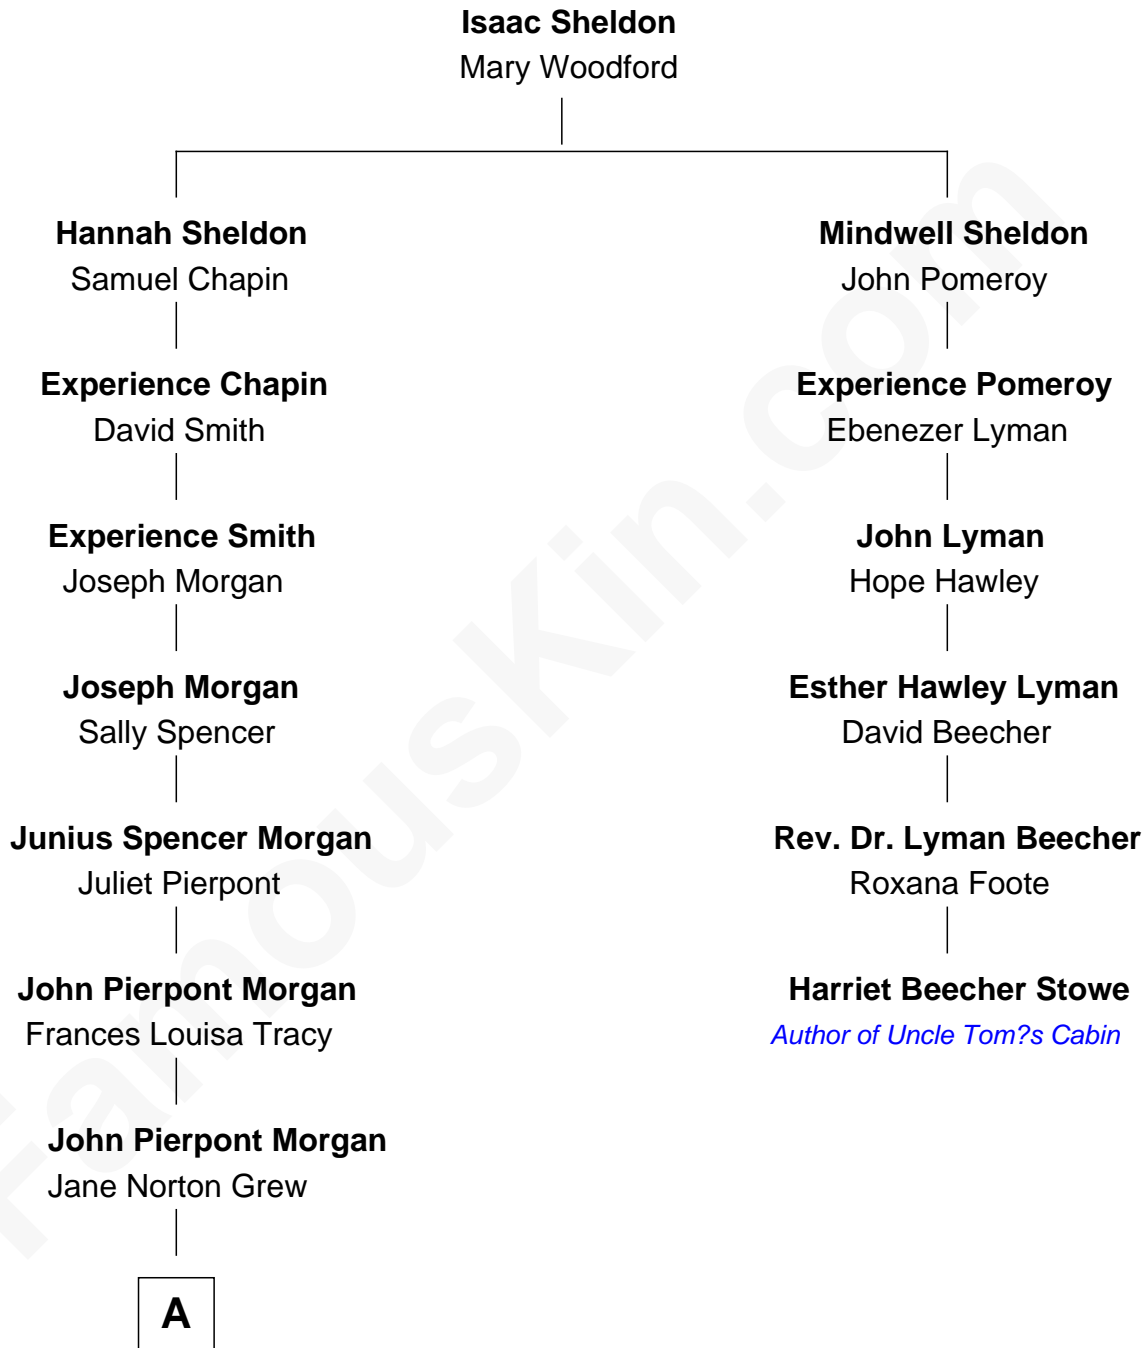 Isaac Sheldon
Mary Woodford
Hannah Sheldon
Samuel Chapin
Mindwell Sheldon
John Pomeroy
Experience Chapin
David Smith
Experience Pomeroy
Ebenezer Lyman
Experience Smith
Joseph Morgan
John Lyman
Hope Hawley
Joseph Morgan
Sally Spencer
Esther Hawley Lyman
David Beecher
Junius Spencer Morgan
Juliet Pierpont
Rev. Dr. Lyman Beecher
Roxana Foote
John Pierpont Morgan
Frances Louisa Tracy
Harriet Beecher Stowe
Author of Uncle Tom?s Cabin
John Pierpont Morgan
Jane Norton Grew
A
FamousKin.com